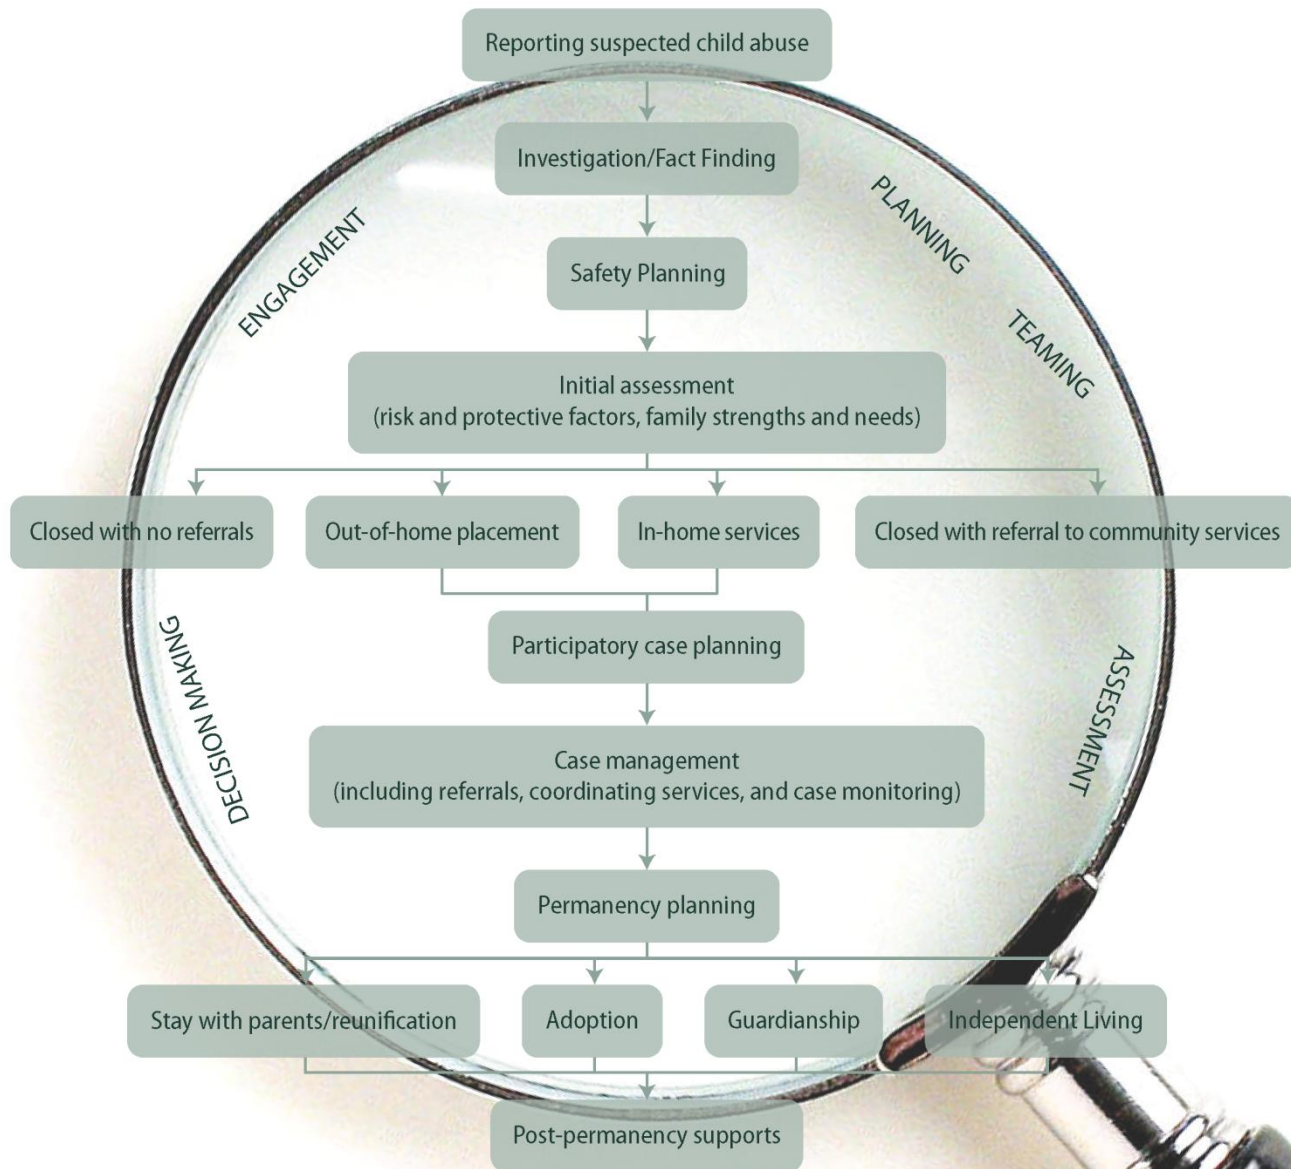 Reporting suspected child abuse
Investigation/Fact Finding
PLANNING
ENGAGEMENT
Safety Planning
TEAMING
Initial assessment
(risk and protective factors, family strengths and needs)
Closed with no referrals
Out-of-home placement
In-home services
Closed with referral to community services
Participatory case planning
DECISION MAKING
ASSESSMENT
Case management
(including referrals, coordinating services, and case monitoring)
Permanency planning
Stay with parents/reunification
Adoption
Guardianship
Independent Living
Post-permanency supports